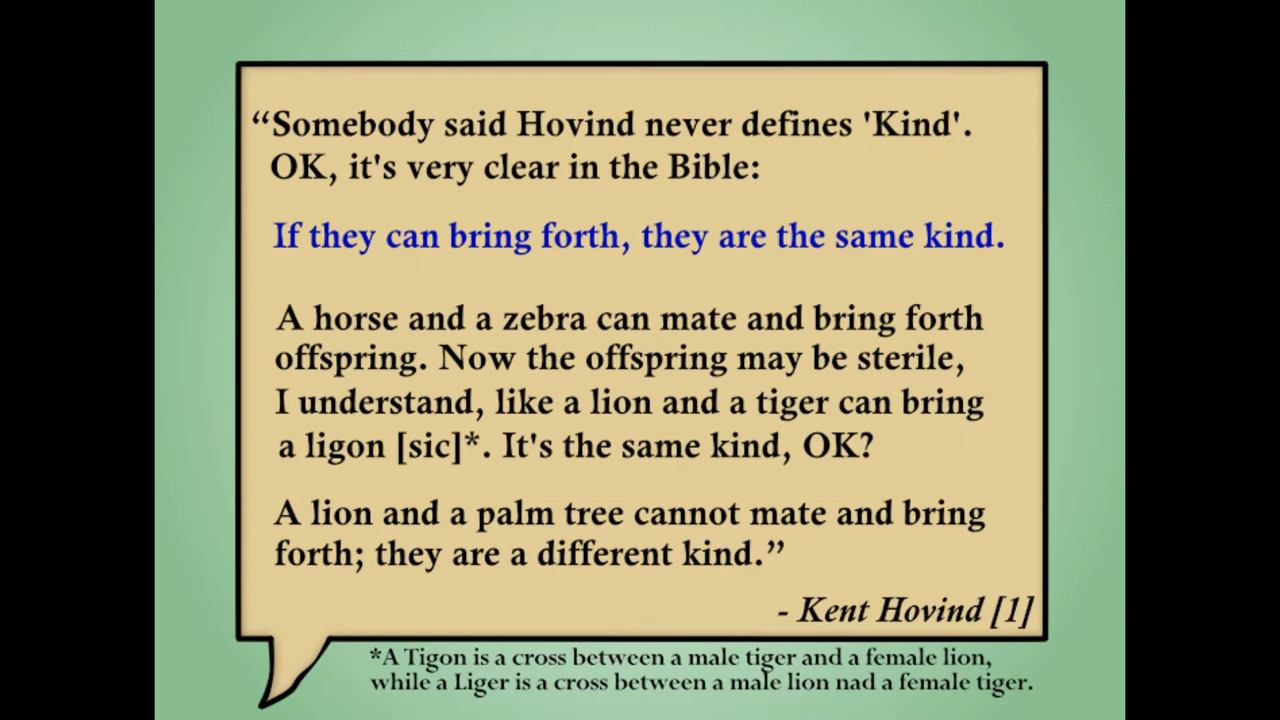 “Somebody said Hovind never defines 'Kind'.
OK, it's very clear in the Bible:
If they can bring forth, they are the same kind.
A horse and a zebra can mate and bring forth
offspring. Now the offspring may be sterile,
I understand, like a lion and a tiger can bring
a ligon [sic]*. It's the same kind, OK?
A lion and a palm tree cannot mate and bring
forth; they are a different kind.”
- Kent Hovind [1]
*A Tigon is a cross between a male tiger and a female lion,
while a Liger is a cross between a male lion nad a female tiger.